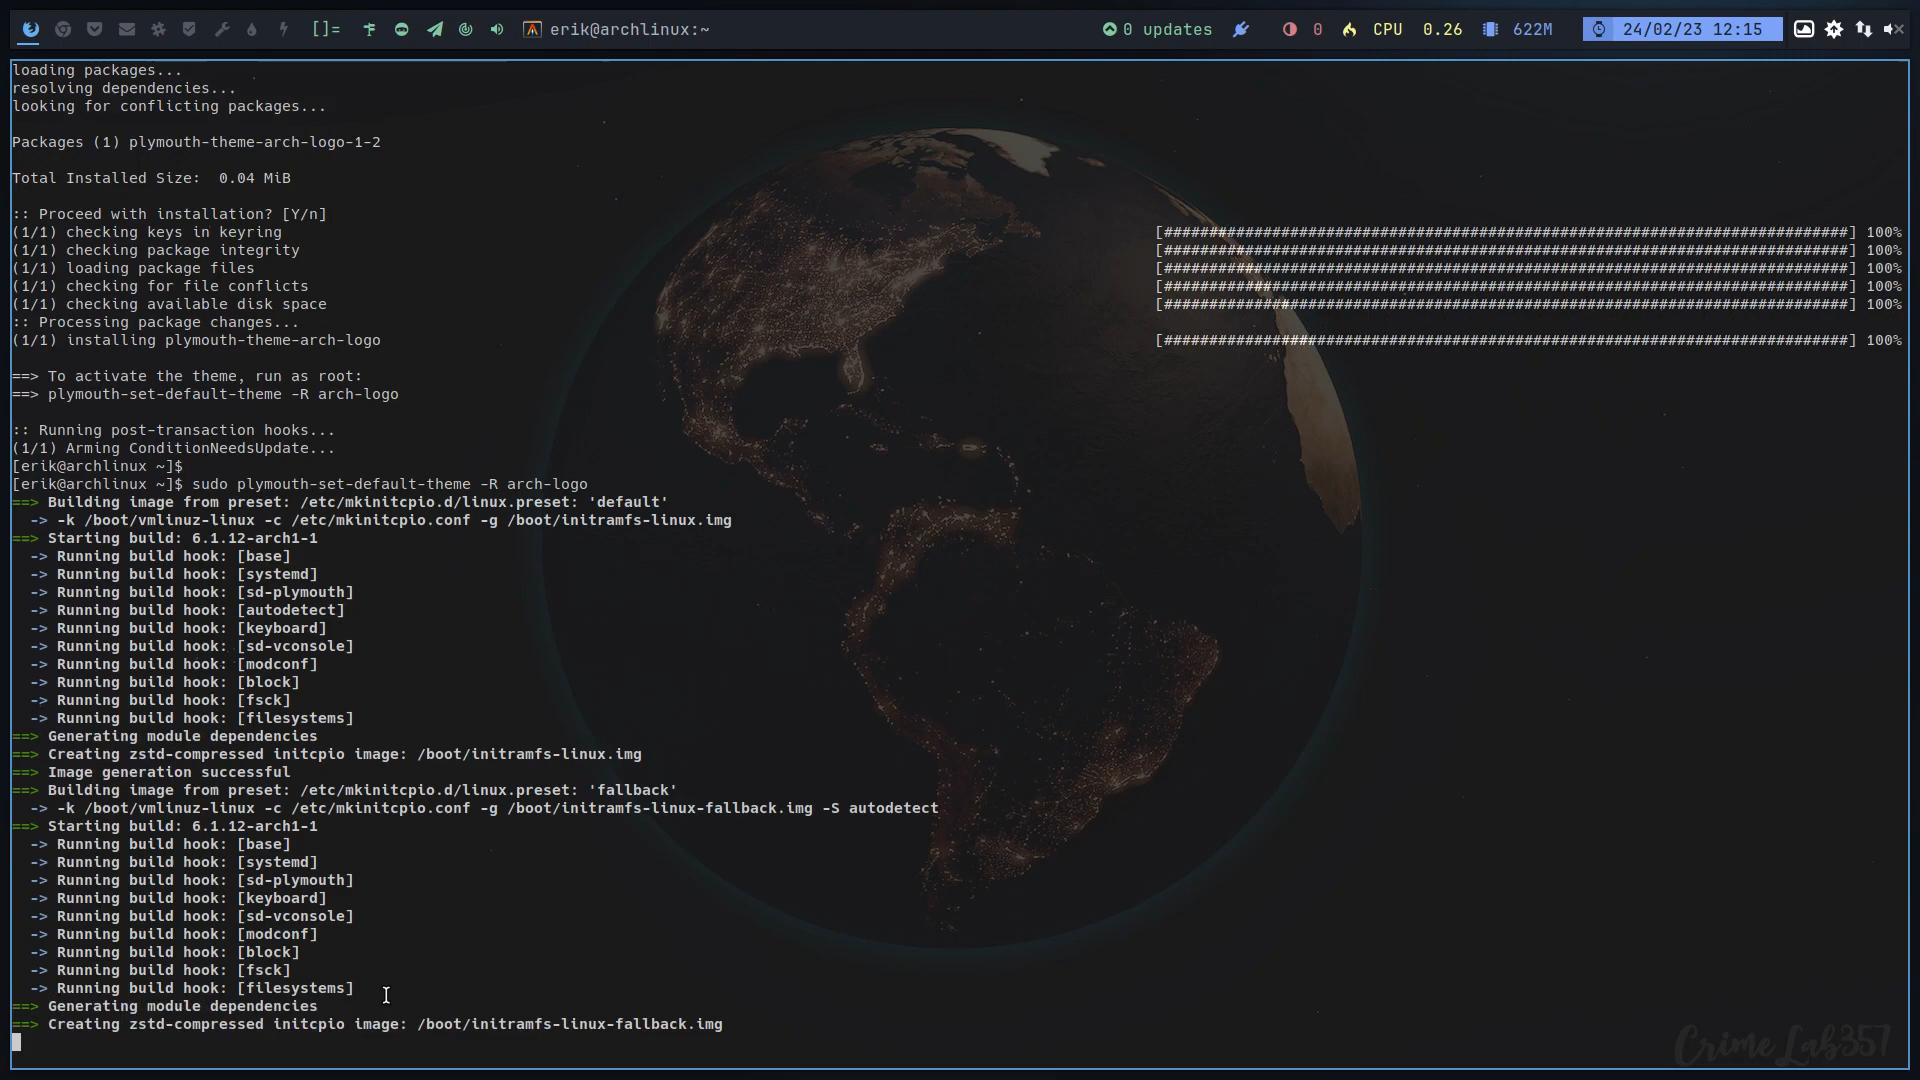 []= erik@archlinux:~ 0 updates 0 CPU 0.26 622M 24/02/23 12:15
loading packages...
resolving dependencies...
looking for conflicting packages...
Packages (1) plymouth-theme-arch-logo-1-2
Total Installed Size:  0.04 MiB
:: Proceed with installation? [Y/n]
(1/1) checking keys in keyring [############################################################################] 100%
(1/1) checking package integrity [############################################################################] 100%
(1/1) loading package files [############################################################################] 100%
(1/1) checking for file conflicts [############################################################################] 100%
(1/1) checking available disk space [############################################################################] 100%
:: Processing package changes...
(1/1) installing plymouth-theme-arch-logo [############################################################################] 100%
==> To activate the theme, run as root:
==> plymouth-set-default-theme -R arch-logo
:: Running post-transaction hooks...
(1/1) Arming ConditionNeedsUpdate...
[erik@archlinux ~]$
[erik@archlinux ~]$ sudo plymouth-set-default-theme -R arch-logo
==> Building image from preset: /etc/mkinitcpio.d/linux.preset: 'default'
  -> -k /boot/vmlinuz-linux -c /etc/mkinitcpio.conf -g /boot/initramfs-linux.img
==> Starting build: 6.1.12-arch1-1
  -> Running build hook: [base]
  -> Running build hook: [systemd]
  -> Running build hook: [sd-plymouth]
  -> Running build hook: [autodetect]
  -> Running build hook: [keyboard]
  -> Running build hook: [sd-vconsole]
  -> Running build hook: [modconf]
  -> Running build hook: [block]
  -> Running build hook: [fsck]
  -> Running build hook: [filesystems]
==> Generating module dependencies
==> Creating zstd-compressed initcpio image: /boot/initramfs-linux.img
==> Image generation successful
==> Building image from preset: /etc/mkinitcpio.d/linux.preset: 'fallback'
  -> -k /boot/vmlinuz-linux -c /etc/mkinitcpio.conf -g /boot/initramfs-linux-fallback.img -S autodetect
==> Starting build: 6.1.12-arch1-1
  -> Running build hook: [base]
  -> Running build hook: [systemd]
  -> Running build hook: [sd-plymouth]
  -> Running build hook: [keyboard]
  -> Running build hook: [sd-vconsole]
  -> Running build hook: [modconf]
  -> Running build hook: [block]
  -> Running build hook: [fsck]
  -> Running build hook: [filesystems]
==> Generating module dependencies
==> Creating zstd-compressed initcpio image: /boot/initramfs-linux-fallback.img
Crime Lab357